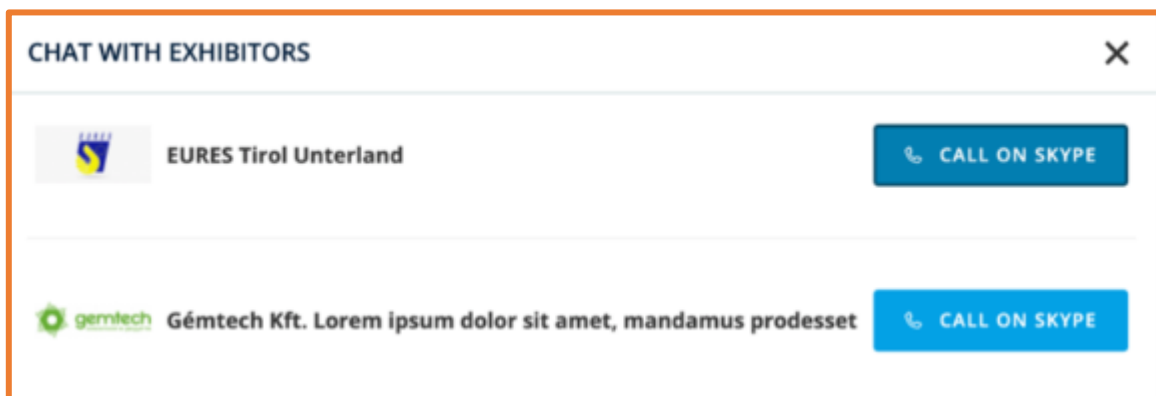 CHAT WITH EXHIBITORS
EURES
EURES Tirol Unterland
CALL ON SKYPE
gemtech
Gémtech Kft. Lorem ipsum dolor sit amet, mandamus prodesset
CALL ON SKYPE